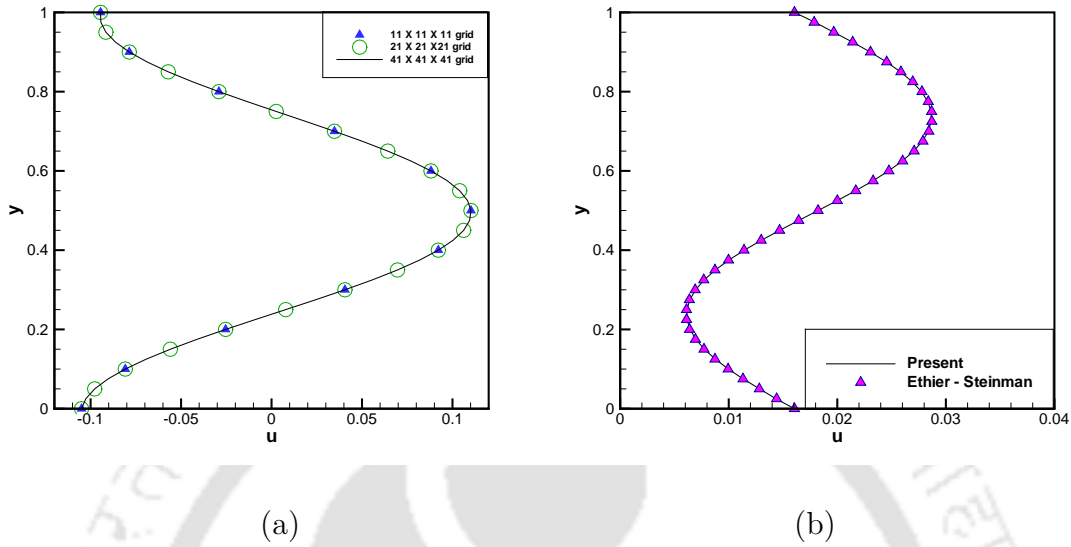 11 X 11 X 11 grid
21 X 21 X21 grid
41 X 41 X 41 grid
y
1
0.8
0.6
0.4
0.2
0
-0.1
-0.05
0
0.05
0.1
u
(a)
y
1
0.8
0.6
0.4
0.2
0
Present
Ethier - Steinman
0
0.01
0.02
0.03
0.04
u
(b)